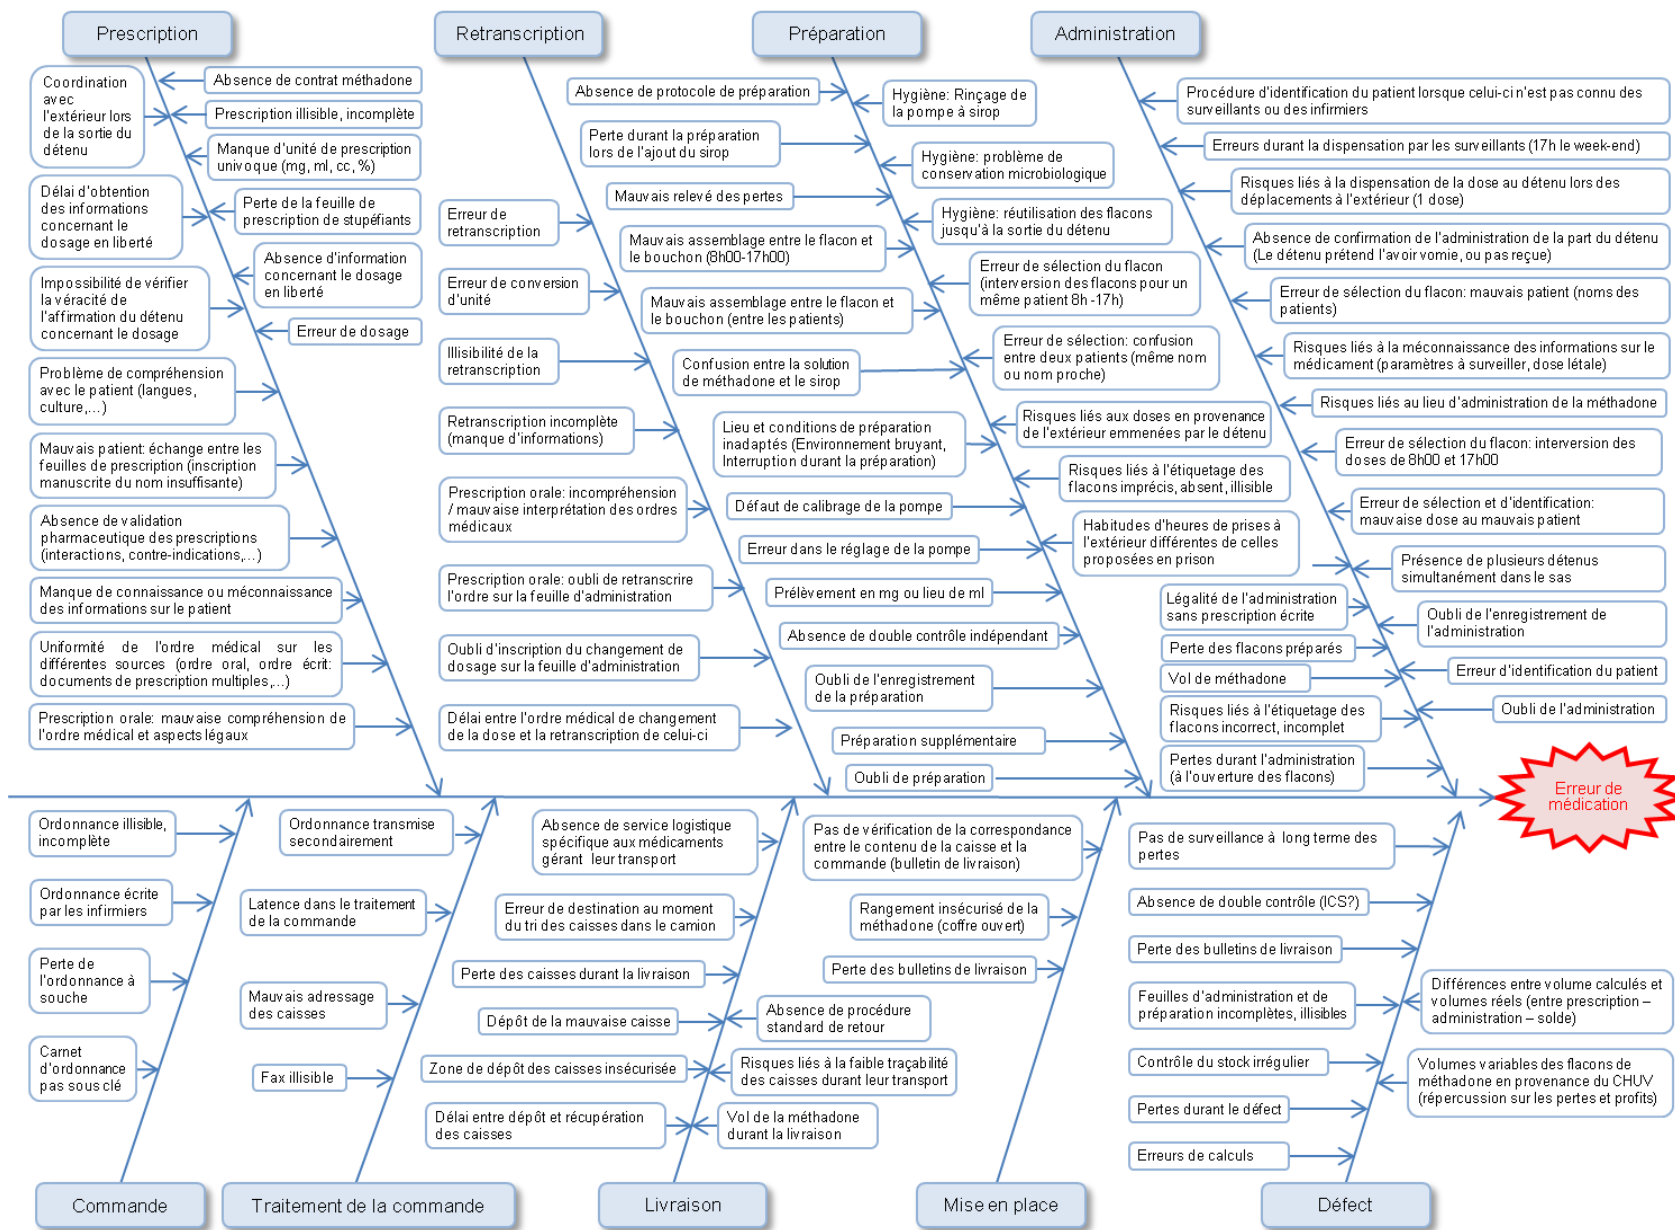 Prescription
Retranscription
Préparation
Administration
Coordination
avec
l'extérieur lors
de la sortie du
détenu
Absence de contrat méthadone
Prescription illisible, incomplète
Manque d'unité de prescription
univoque (mg, ml, cc, %)
Délai d'obtention
des informations
concernant le
dosage en liberté
Perte de la feuille de
prescription de stupéfiants
Absence d'information
concernant le dosage
en liberté
Impossibilité de vérifier
la véracité de
l'affirmation du détenu
concernant le dosage
Erreur de dosage
Problème de compréhension
avec le patient (langues,
culture,...)
Mauvais patient: échange entre les
feuilles de prescription (inscription
manuscrite du nom insuffisante)
Absence de validation
pharmaceutique des prescriptions
(interactions, contre-indications,...)
Manque de connaissance ou méconnaissance
des informations sur le patient
Uniformité de l'ordre médical sur les
différentes sources (ordre oral, ordre écrit:
documents de prescription multiples,...)
Prescription orale: mauvaise compréhension de
l'ordre médical et aspects légaux
Erreur de
retranscription
Erreur de conversion
d'unité
Illisibilité de la
retranscription
Retranscription incomplète
(manque d'informations)
Prescription orale: incompréhension
/ mauvaise interprétation des ordres
médicaux
Prescription orale: oubli de retranscrire
l'ordre sur la feuille d'administration
Oubli d'inscription du changement de
dosage sur la feuille d'administration
Délai entre l'ordre médical de changement
de la dose et la retranscription de celui-ci
Absence de protocole de préparation
Hygiène: Rinçage de
la pompe à sirop
Perte durant la préparation
lors de l'ajout du sirop
Hygiène: problème de
conservation microbiologique
Mauvais relevé des pertes
Hygiène: réutilisation des flacons
jusqu'à la sortie du détenu
Mauvais assemblage entre le flacon et
le bouchon (8h00-17h00)
Erreur de sélection du flacon
(interversion des flacons pour un
même patient 8h -17h)
Mauvais assemblage entre le flacon et
le bouchon (entre les patients)
Erreur de sélection: confusion
entre deux patients (même nom
ou nom proche)
Confusion entre la solution
de méthadone et le sirop
Risques liés aux doses en provenance
de l'extérieur emmenées par le détenu
Lieu et conditions de préparation
inadaptés (Environnement bruyant,
Interruption durant la préparation)
Risques liés à l'étiquetage des
flacons imprécis, absent, illisible
Défaut de calibrage de la pompe
Habitudes d'heures de prises à
l'extérieur différentes de celles
proposées en prison
Erreur dans le réglage de la pompe
Prélèvement en mg ou lieu de ml
Absence de double contrôle indépendant
Oubli de l'enregistrement
de la préparation
Préparation supplémentaire
Oubli de préparation
Procédure d'identification du patient lorsque celui-ci n'est pas connu des
surveillants ou des infirmiers
Erreurs durant la dispensation par les surveillants (17h le week-end)
Risques liés à la dispensation de la dose au détenu lors des
déplacements à l'extérieur (1 dose)
Absence de confirmation de l'administration de la part du détenu
(Le détenu prétend l'avoir vomie, ou pas reçue)
Erreur de sélection du flacon: mauvais patient (noms des
patients)
Risques liés à la méconnaissance des informations sur le
médicament (paramètres à surveiller, dose létale)
Risques liés au lieu d'administration de la méthadone
Erreur de sélection du flacon: interversion des
doses de 8h00 et 17h00
Erreur de sélection et d'identification:
mauvaise dose au mauvais patient
Présence de plusieurs détenus
simultanément dans le sas
Légalité de l'administration
sans prescription écrite
Oubli de l'enregistrement de
l'administration
Perte des flacons préparés
Erreur d'identification du patient
Vol de méthadone
Oubli de l'administration
Risques liés à l'étiquetage des
flacons incorrect, incomplet
Pertes durant l'administration
(à l'ouverture des flacons)
Erreur de
médication
Ordonnance illisible,
incomplète
Ordonnance écrite
par les infirmiers
Perte de
l'ordonnance à
souche
Carnet
d'ordonnance
pas sous clé
Ordonnance transmise
secondairement
Latence dans le traitement
de la commande
Mauvais adressage
des caisses
Fax illisible
Absence de service logistique
spécifique aux médicaments
gérant leur transport
Erreur de destination au moment
du tri des caisses dans le camion
Perte des caisses durant la livraison
Dépôt de la mauvaise caisse
Absence de procédure
standard de retour
Zone de dépôt des caisses insécurisée
Risques liés à la faible traçabilité
des caisses durant leur transport
Délai entre dépôt et récupération
des caisses
Vol de la méthadone
durant la livraison
Pas de vérification de la correspondance
entre le contenu de la caisse et la
commande (bulletin de livraison)
Rangement insécurisé de la
méthadone (coffre ouvert)
Perte des bulletins de livraison
Pas de surveillance à long terme des
pertes
Absence de double contrôle (ICS?)
Perte des bulletins de livraison
Feuilles d'administration et de
préparation incomplètes, illisibles
Différences entre volume calculés et
volumes réels (entre prescription –
administration – solde)
Contrôle du stock irrégulier
Volumes variables des flacons de
méthadone en provenance du CHUV
(répercussion sur les pertes et profits)
Pertes durant le défect
Erreurs de calculs
Commande
Traitement de la commande
Livraison
Mise en place
Défect